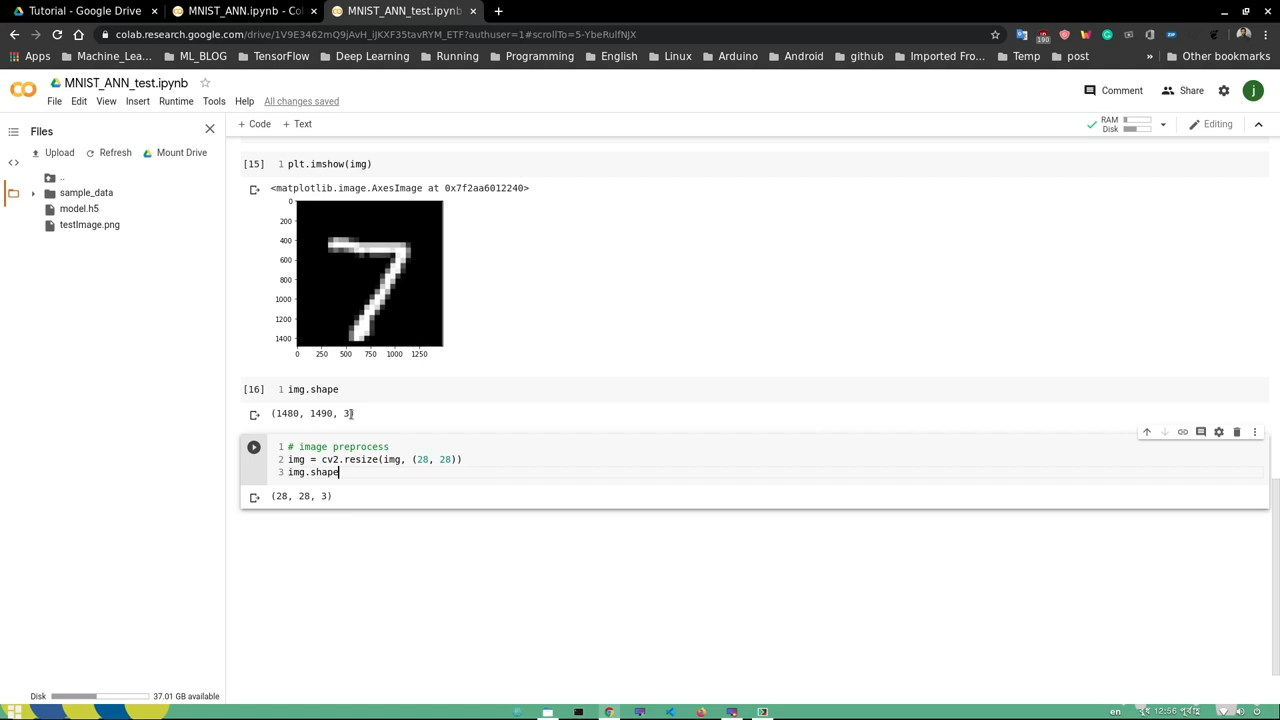 Tutorial - Google Drive
MNIST_ANN.ipynb - Col
MNIST_ANN_test.ipynb
colab.research.google.com/drive/1V9E3462mQ9jAvH_iJKXF35tavRYM_ETF?authuser=1#scrollTo=5-YbeRulfNJX
190
Apps
Machine_Lea...
ML_BLOG
TensorFlow
Deep Learning
Running
Programming
English
Linux
Arduino
Android
github
Imported Fro...
Temp
post
»
Other bookmarks
MNIST_ANN_test.ipynb
Comment
Share
j
File Edit View Insert Runtime Tools Help All changes saved
Files
+ Code + Text
RAM
Disk
Editing
Upload Refresh Mount Drive
..
sample_data
model.h5
testImage.png
[15] 1 plt.imshow(img)
<matplotlib.image.AxesImage at 0x7f2aa6012240>
0
200
400
600
800
1000
1200
1400
0 250 500 750 1000 1250
[16] 1 img.shape
(1480, 1490, 3)
1 # image preprocess
2 img = cv2.resize(img, (28, 28))
3 img.shape
(28, 28, 3)
Disk 37.01 GB available
en